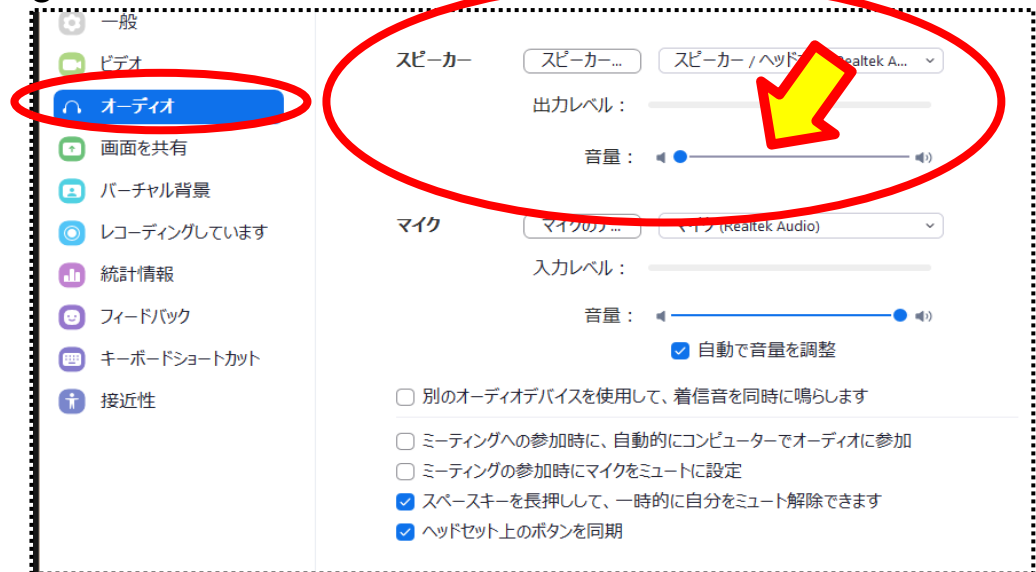 一般
ビデオ
オーディオ
画面を共有
バーチャル背景
レコーディングしています
統計情報
フィードバック
キーボードショートカット
接近性
スピーカー スピーカー... スピーカー / ヘッド Realtek A...
出力レベル：
音量：
マイク マイクのテ... マイク (Realtek Audio)
入力レベル：
音量：
自動で音量を調整
別のオーディオデバイスを使用して、着信音を同時に鳴らします
ミーティングへの参加時に、自動的にコンピューターでオーディオに参加
ミーティングの参加時にマイクをミュートに設定
スペースキーを長押しして、一時的に自分をミュート解除できます
ヘッドセット上のボタンを同期